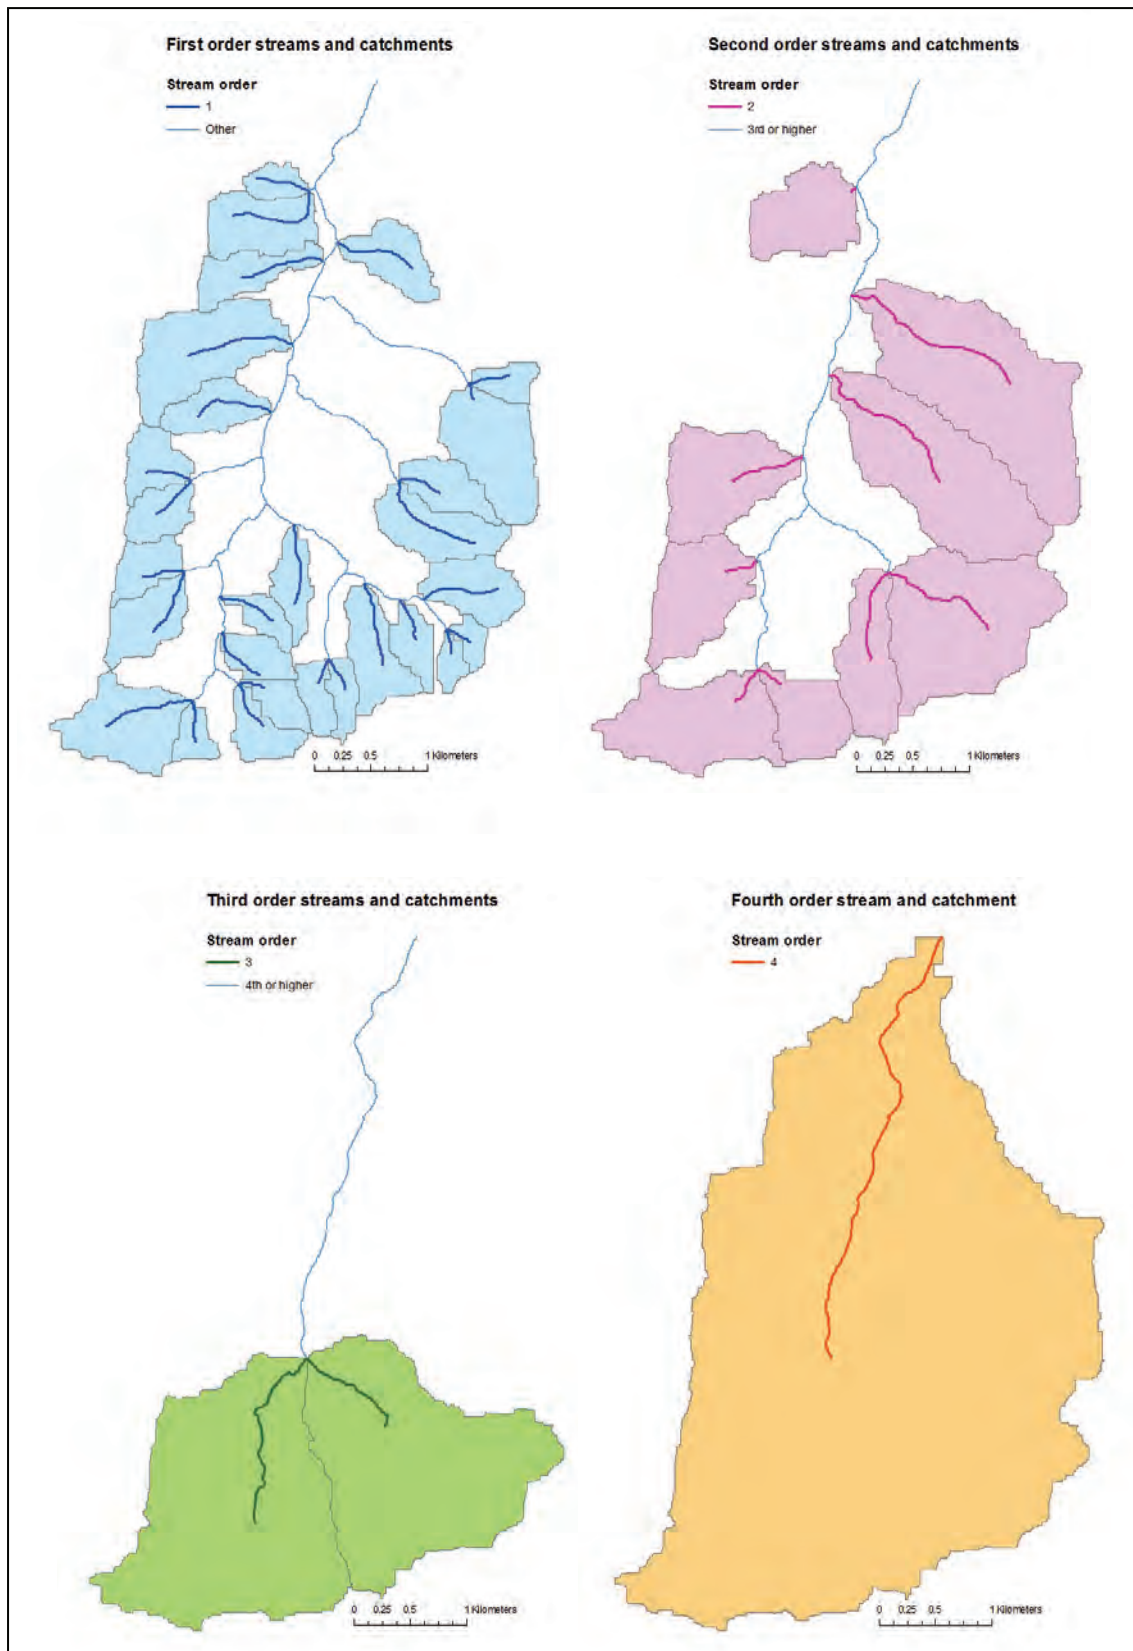 First order streams and catchments
Stream order
1
Other
0 0.25 0.5 1 Kilometers
Second order streams and catchments
Stream order
2
3rd or higher
0 0.25 0.5 1 Kilometers
Third order streams and catchments
Stream order
3
4th or higher
0 0.25 0.5 1 Kilometers
Fourth order stream and catchment
Stream order
4
0 0.25 0.5 1 Kilometers